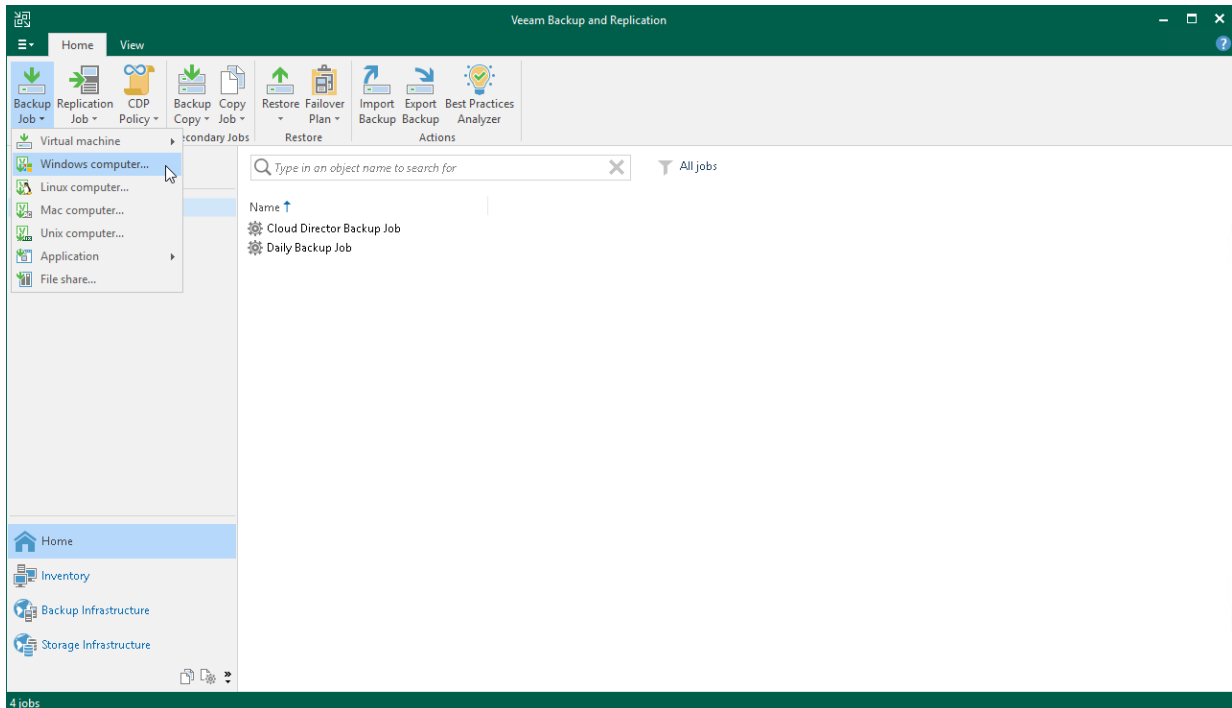 Veeam Backup and Replication
Home View
Backup Job
Replication Job
CDP Policy
Backup Copy
Copy Job
Restore
Failover Plan
Import Backup
Export Backup
Best Practices Analyzer
econdary Jobs
Restore
Actions
Virtual machine
Windows computer...
Linux computer...
Mac computer...
Unix computer...
Application
File share...
Type in an object name to search for
All jobs
Name
Cloud Director Backup Job
Daily Backup Job
Home
Inventory
Backup Infrastructure
Storage Infrastructure
4 jobs